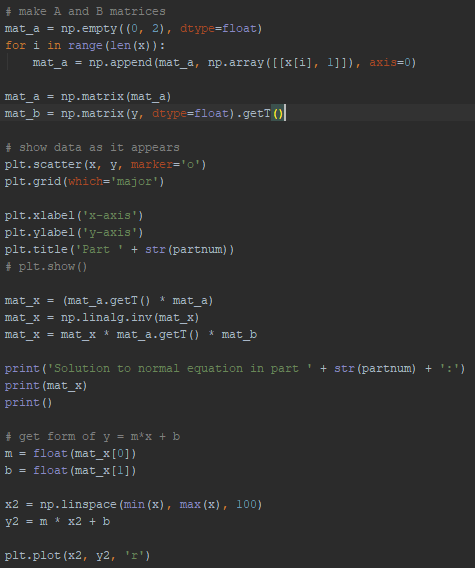 # make A and B matrices
mat_a = np.empty((0, 2), dtype=float)
for i in range(len(x)):
    mat_a = np.append(mat_a, np.array([[x[i], 1]]), axis=0)

mat_a = np.matrix(mat_a)
mat_b = np.matrix(y, dtype=float).getT()

# show data as it appears
plt.scatter(x, y, marker='o')
plt.grid(which='major')

plt.xlabel('x-axis')
plt.ylabel('y-axis')
plt.title('Part ' + str(partnum))
# plt.show()

mat_x = (mat_a.getT() * mat_a)
mat_x = np.linalg.inv(mat_x)
mat_x = mat_x * mat_a.getT() * mat_b

print('Solution to normal equation in part ' + str(partnum) + ':')
print(mat_x)
print()

# get form of y = m*x + b
m = float(mat_x[0])
b = float(mat_x[1])

x2 = np.linspace(min(x), max(x), 100)
y2 = m * x2 + b

plt.plot(x2, y2, 'r')